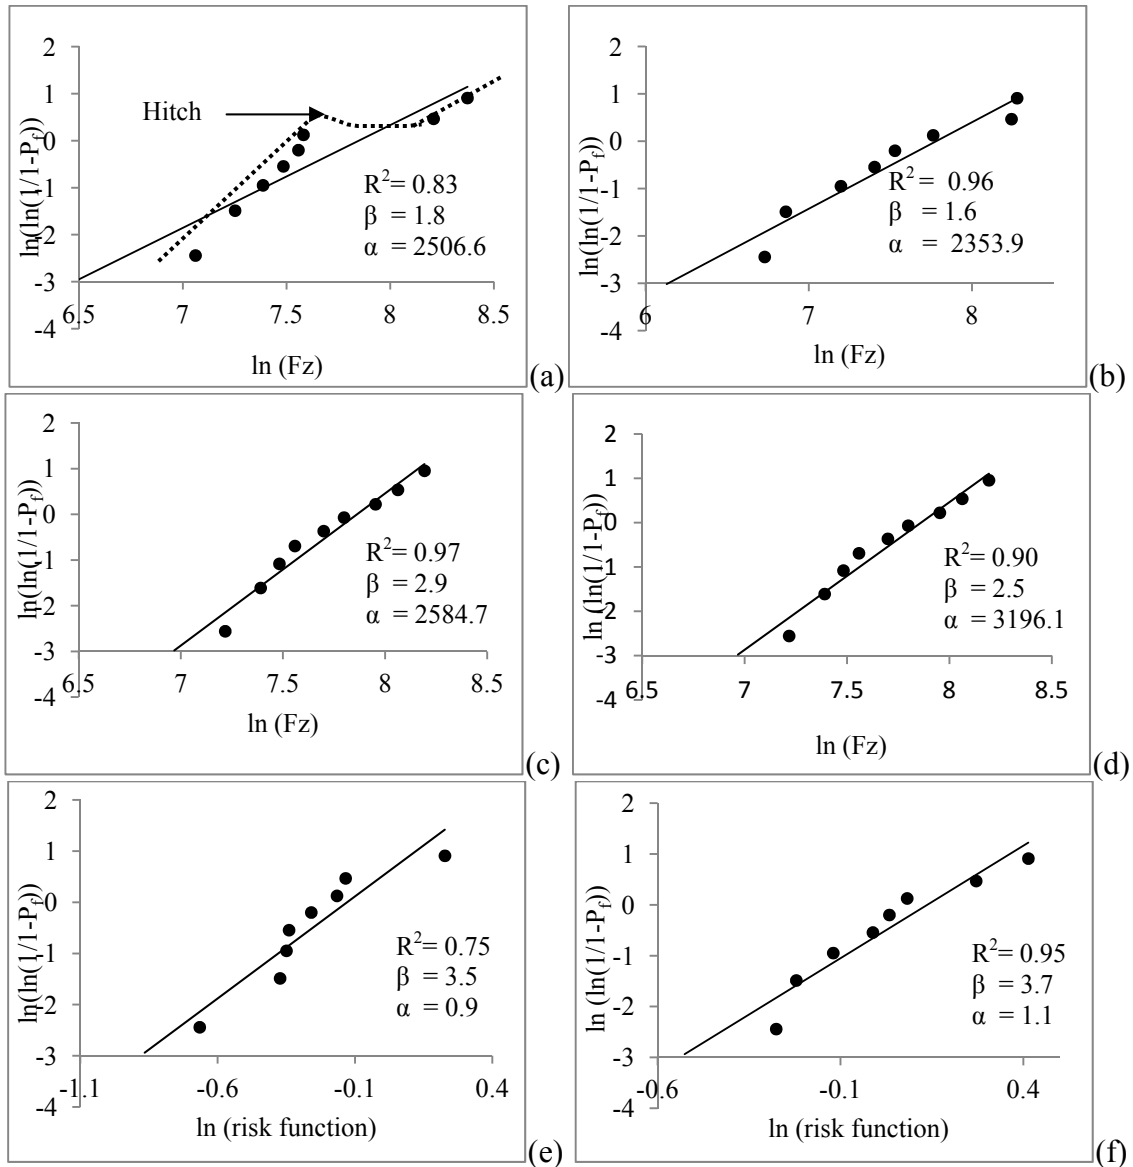 2
1
0
-1
-2
-3
-4
6.5 7 7.5 8 8.5
ln(ln(1/1-Pf))
Hitch
R2= 0.83
β = 1.8
α = 2506.6
ln (Fz)
(a)
2
1
0
-1
-2
-3
-4
6 7 8
ln(ln(1/1-Pf))
R2 = 0.96
β = 1.6
α = 2353.9
ln (Fz)
(b)
2
1
0
-1
-2
-3
-4
6.5 7 7.5 8 8.5
ln(ln(1/1-Pf))
R2= 0.97
β = 2.9
α = 2584.7
ln (Fz)
(c)
2
1
0
-1
-2
-3
-4
6.5 7 7.5 8 8.5
ln (ln(1/1-Pf))
R2= 0.90
β = 2.5
α = 3196.1
ln (Fz)
(d)
2
1
0
-1
-2
-3
-4
-1.1 -0.6 -0.1 0.4
ln(ln(1/1-Pf))
R2= 0.75
β = 3.5
α = 0.9
ln (risk function)
(e)
2
1
0
-1
-2
-3
-4
-0.6 -0.1 0.4
ln (ln(1/1-Pf))
R2= 0.95
β = 3.7
α = 1.1
ln (risk function)
(f)